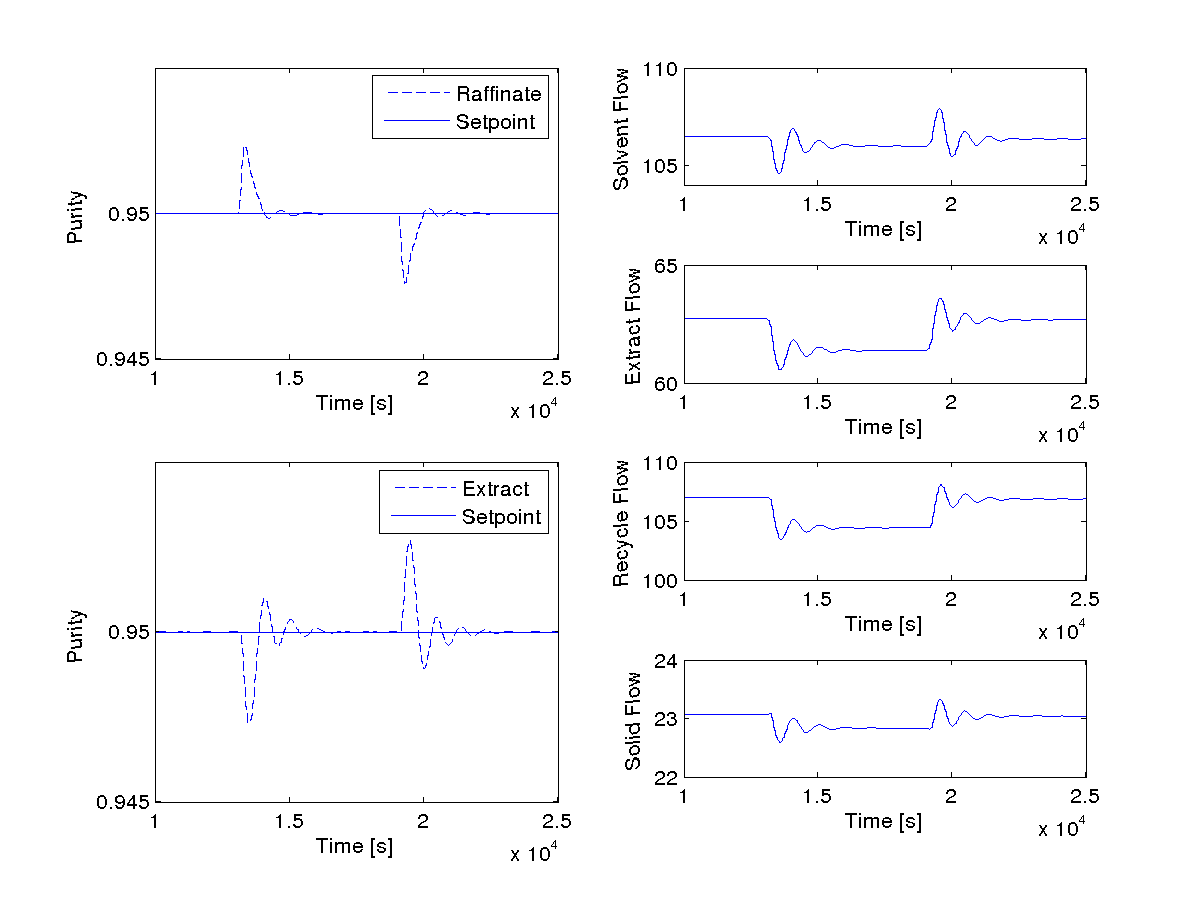 Raffinate
Setpoint
Purity
0.95
0.945
1 1.5 2 2.5
Time [s]
x 10^4
Extract
Setpoint
Purity
0.95
0.945
1 1.5 2 2.5
Time [s]
x 10^4
Solvent Flow
110
105
1 1.5 2 2.5
Time [s]
x 10^4
Extract Flow
65
60
1 1.5 2 2.5
Time [s]
x 10^4
Recycle Flow
110
105
100
1 1.5 2 2.5
Time [s]
x 10^4
Solid Flow
24
23
22
1 1.5 2 2.5
Time [s]
x 10^4